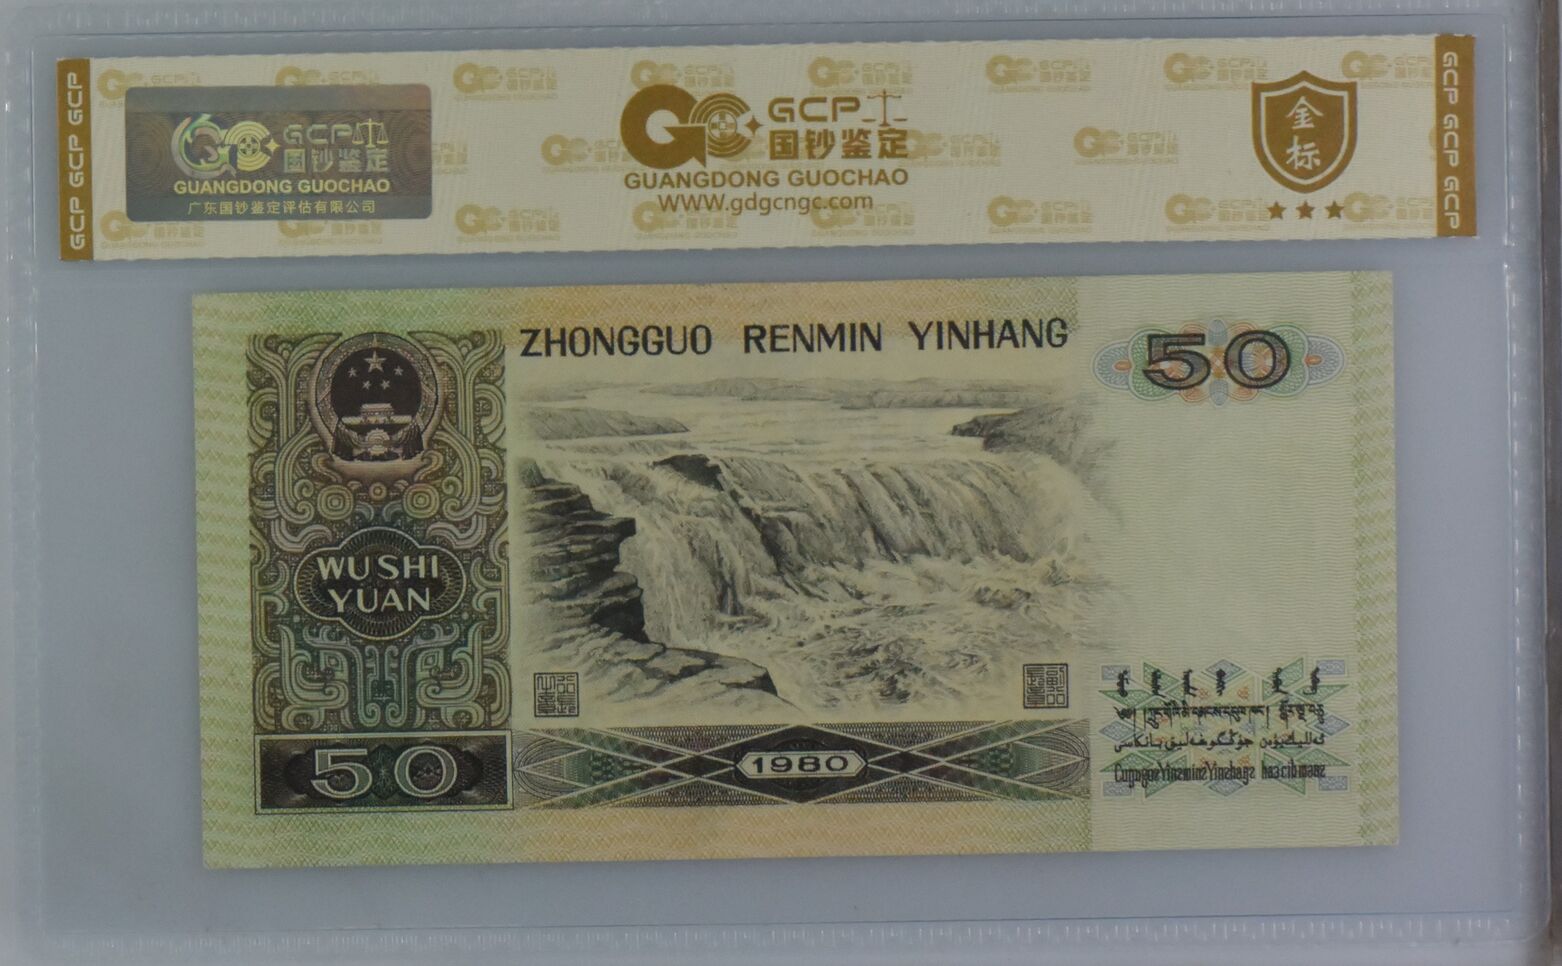 GCP GCP GCP
GCP
国钞鉴定
GUANGDONG GUOCHAO
广东国钞鉴定评估有限公司
GCP
国钞鉴定
GUANGDONG GUOCHAO
WWW.gdgcngc.com
金
标
GCP GCP GCP
ZHONGGUO RENMIN YINHANG
50
WU SHI
YUAN
50
1980